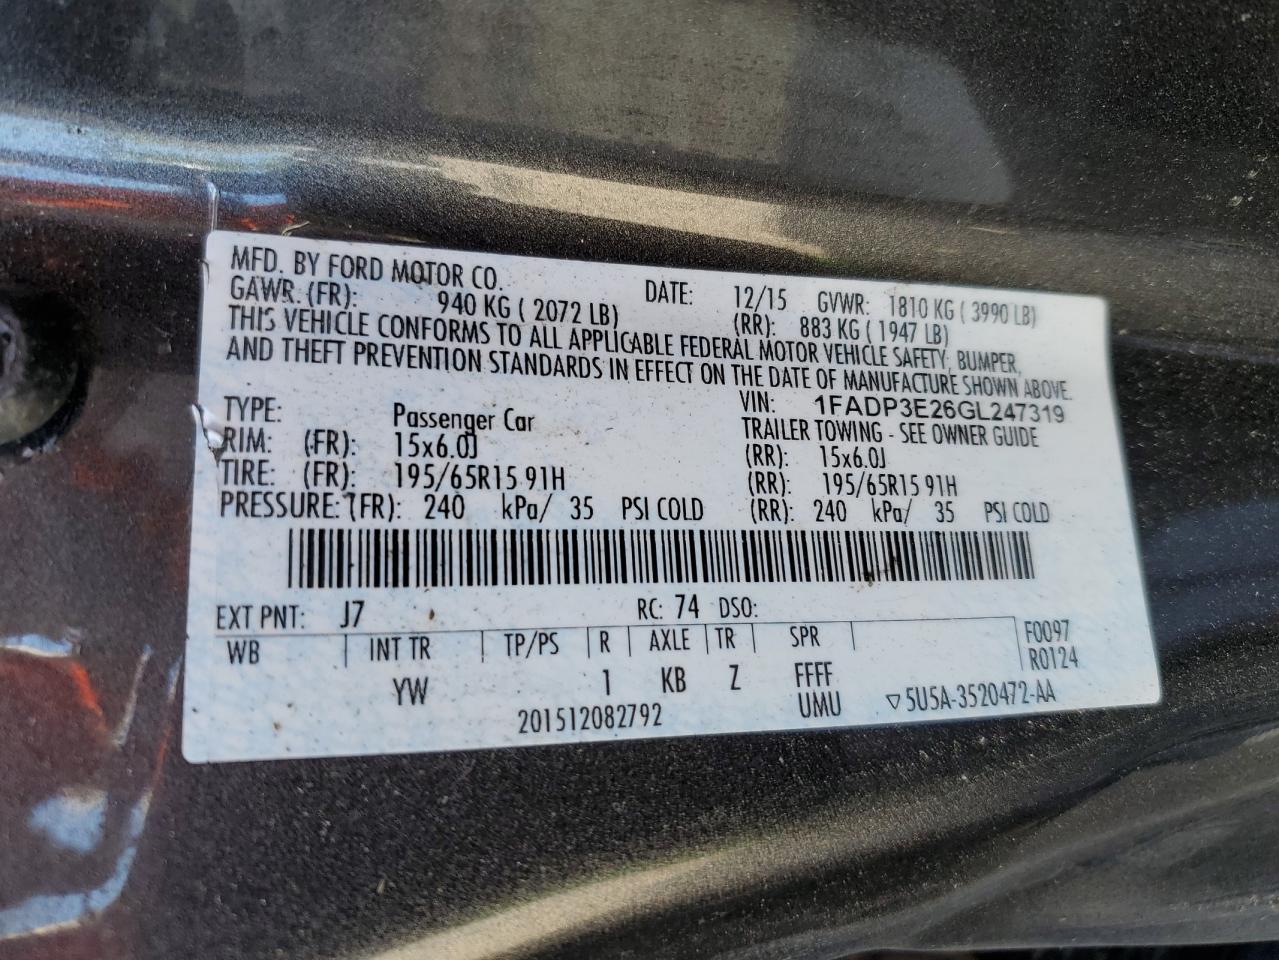 MFD. BY FORD MOTOR CO. DATE: 12/15 GVWR: 1810 KG ( 3990 LB)
GAWR. (FR): 940 KG ( 2072 LB) (RR): 883 KG ( 1947 LB)
THIS VEHICLE CONFORMS TO ALL APPLICABLE FEDERAL MOTOR VEHICLE SAFETY, BUMPER,
AND THEFT PREVENTION STANDARDS IN EFFECT ON THE DATE OF MANUFACTURE SHOWN ABOVE.
VIN: 1FADP3E26GL247319
TYPE: Passenger Car TRAILER TOWING - SEE OWNER GUIDE
RIM: (FR): 15x6.0J (RR): 15x6.0J
TIRE: (FR): 195/65R15 91H (RR): 195/65R15 91H
PRESSURE: (FR): 240 kPa/ 35 PSI COLD (RR): 240 kPa/ 35 PSI COLD
EXT PNT: J7 RC: 74 DSO:
WB INT TR TP/PS R AXLE TR SPR F0097
R0124
YW 1 KB Z FFFF
201512082792 UMU ▽5U5A-3520472-AA